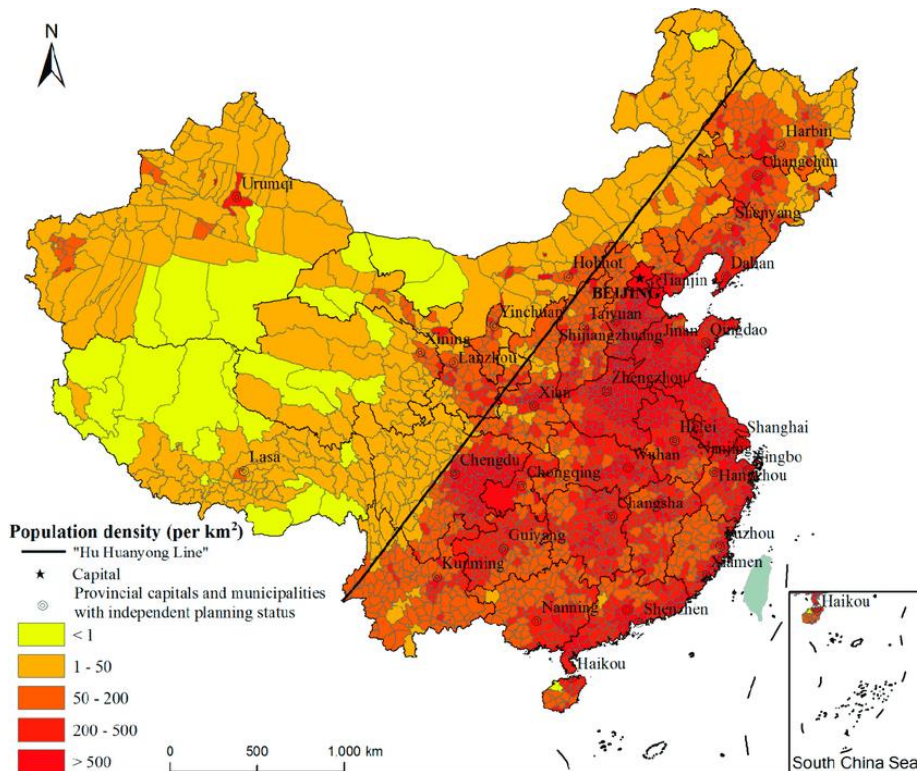 N
Harbin
Changchun
Urumqi
Shenyang
Hohhot
Dalian
BEIJING
Tianjin
Yinchuan
Taiyuan
Shijiangzhuang
Jinan
Qingdao
Xining
Lanzhou
Xian
Zhengzhou
Hefei
Shanghai
Nanjing
Ningbo
Lasa
Chengdu
Wuhan
Chongqing
Hangzhou
Changsha
Population density (per km²)
"Hu Huanyong Line"
Capital
Provincial capitals and municipalities
with independent planning status
Guiyang
Fuzhou
Kunming
Xiamen
Nanning
Shenzhen
Haikou
Haikou
< 1
1 - 50
50 - 200
200 - 500
> 500
0 500 1 000 km
South China Sea